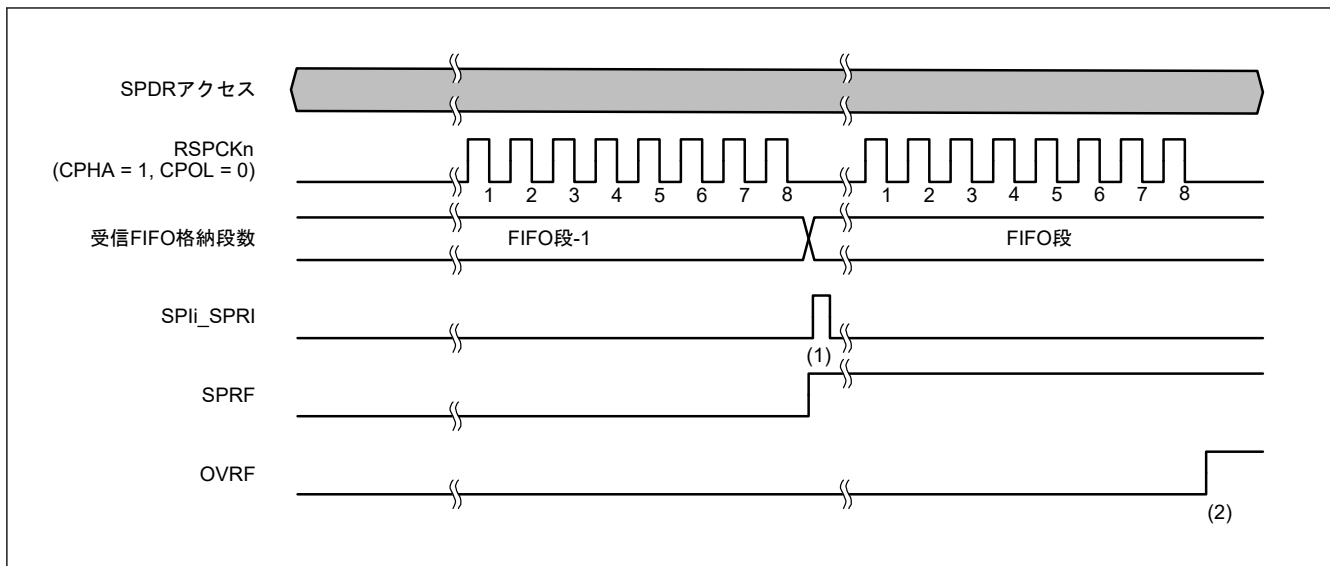 SPDRアクセス
RSPCKn
(CPHA = 1, CPOL = 0)
1 2 3 4 5 6 7 8 1 2 3 4 5 6 7 8
受信FIFO格納段数 FIFO段-1 FIFO段
SPIi_SPRI
(1)
SPRF
OVRF
(2)